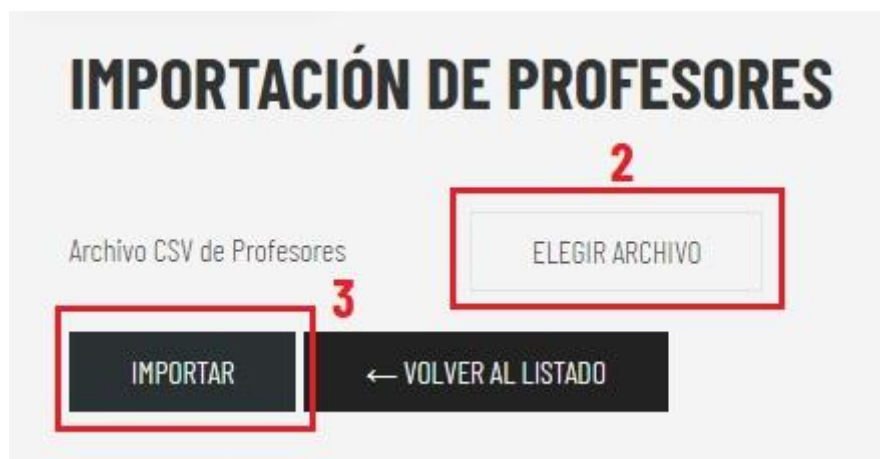 IMPORTACIÓN DE PROFESORES
2
Archivo CSV de Profesores
ELEGIR ARCHIVO
3
IMPORTAR
← VOLVER AL LISTADO